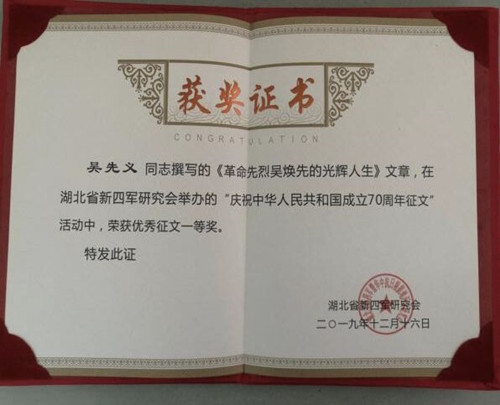 获奖证书
CONGRATULATION
吴先义 同志撰写的《革命先烈吴焕先的光辉人生》文章，在
湖北省新四军研究会举办的“庆祝中华人民共和国成立70周年征文”
活动中，荣获优秀征文一等奖。
特发此证
湖北省新四军研究会
二〇一九年十二月十六日